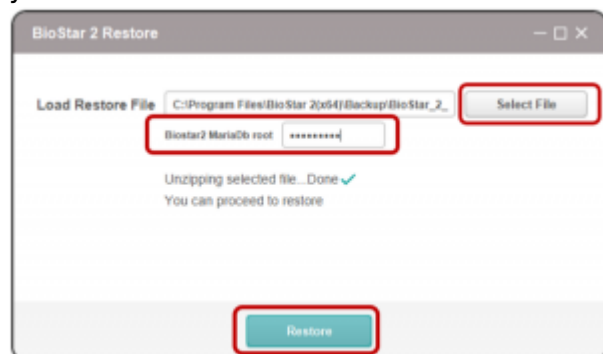 BioStar 2 Restore
Load Restore File C:\Program Files\BioStar 2(x64)\Backup\BioStar_2_ Select File
Biostar2 MariaDb root *********
Unzipping selected file...Done ✓
You can proceed to restore
Restore